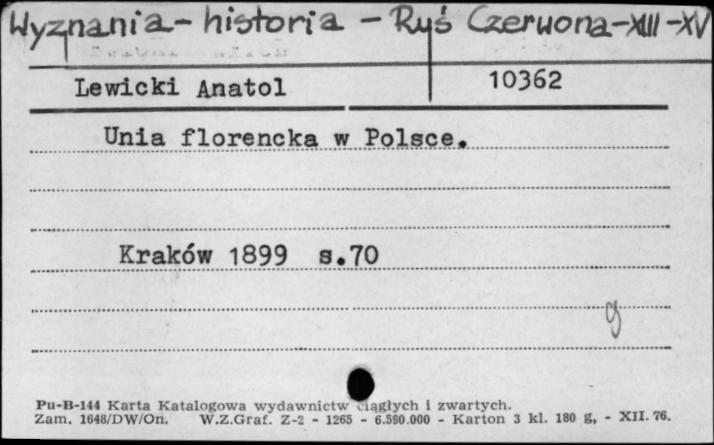 Wyznania - historia - Ryś Czerwona - XIII - XV
Lewicki Anatol 10362
Unia florencka w Polsce.
Kraków 1899 s.70
g
Pu-B-144 Karta Katalogowa wydawnictw ciągłych i zwartych.
Zam. 1648/DW/On. W.Z.Graf. Z-2 - 1265 - 6.580.000 - Karton 3 kl. 180 g, - XII. 76.